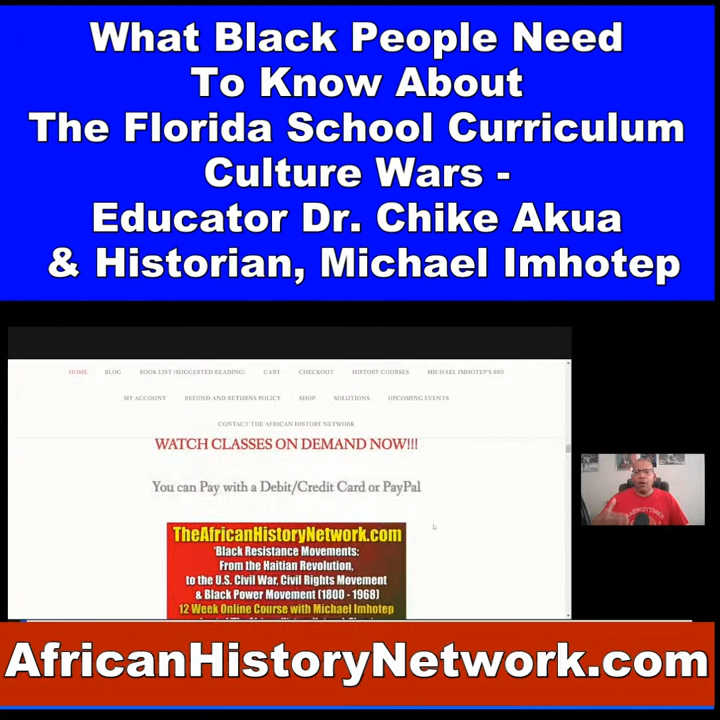 What Black People Need
To Know About
The Florida School Curriculum
Culture Wars -
Educator Dr. Chike Akua
& Historian, Michael Imhotep
HOME BLOG BOOK LIST (SUGGESTED READING) CART CHECKOUT HISTORY COURSES MICHAEL IMHOTEP'S BIO
MY ACCOUNT REFUND AND RETURNS POLICY SHOP SOLUTIONS UPCOMING EVENTS
CONTACT THE AFRICAN HISTORY NETWORK
WATCH CLASSES ON DEMAND NOW!!!
You can Pay with a Debit/Credit Card or PayPal
TheAfricanHistoryNetwork.com
'Black Resistance Movements:
From the Haitian Revolution,
to the U.S. Civil War, Civil Rights Movement
& Black Power Movement (1800 - 1968)
12 Week Online Course with Michael Imhotep
AfricanHistoryNetwork.com